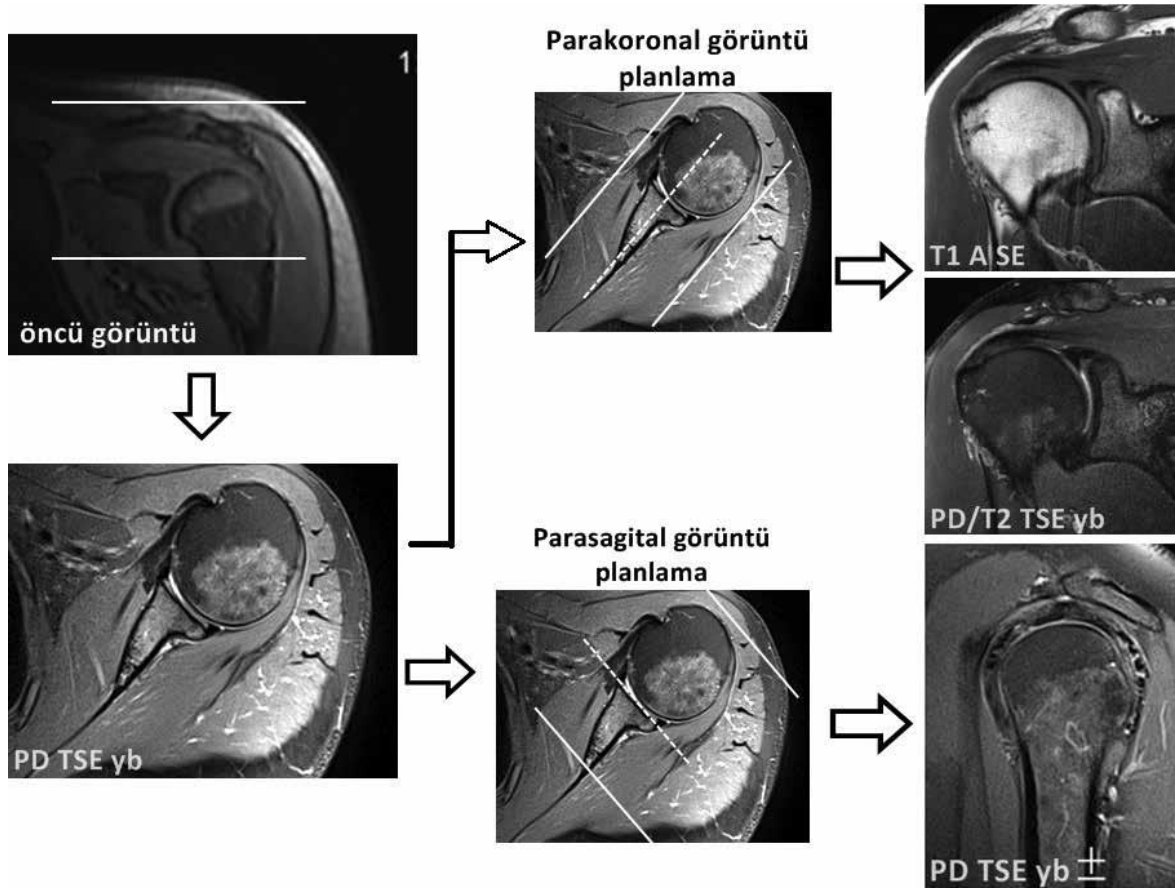 1
öncü görüntü
PD TSE yb
Parakoronal görüntü
planlama
Parasagital görüntü
planlama
T1 A SE
PD/T2 TSE yb
PD TSE yb ±